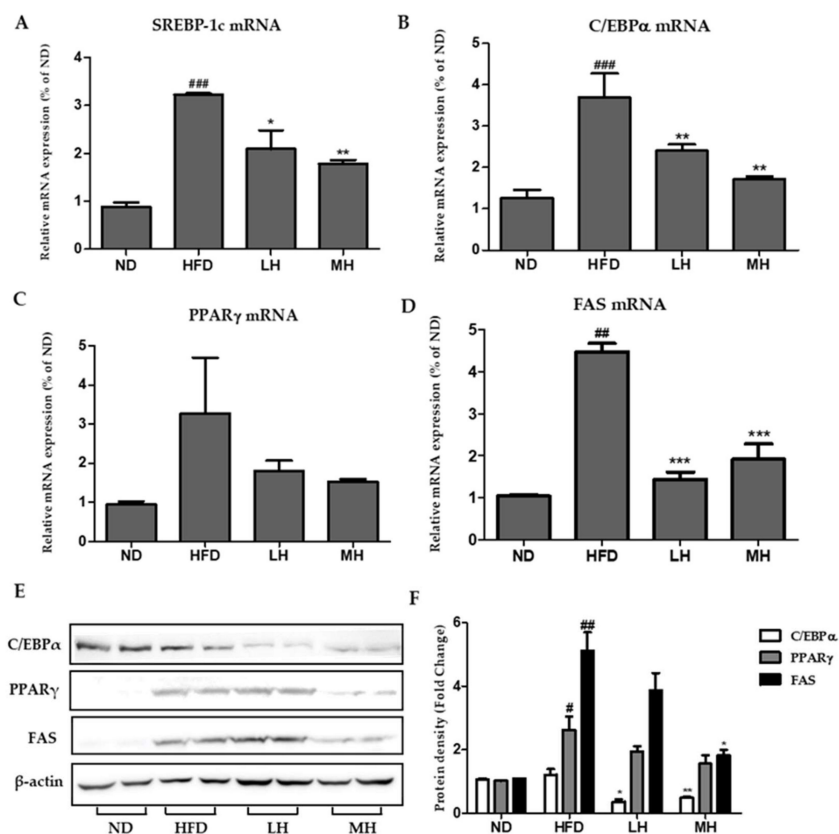 A
SREBP-1c mRNA
Relative mRNA expression (% of ND)
4
3
2
1
0
###
*
**
ND HFD LH MH
B
C/EBPα mRNA
Relative mRNA expression (% of ND)
5
4
3
2
1
0
###
**
**
ND HFD LH MH
C
PPARγ mRNA
Relative mRNA expression (% of ND)
5
4
3
2
1
0
ND HFD LH MH
D
FAS mRNA
Relative mRNA expression (% of ND)
5
4
3
2
1
0
##
***
***
ND HFD LH MH
E
C/EBPα
PPARγ
FAS
β-actin
ND HFD LH MH
F
Protein density (Fold Change)
6
4
2
0
#
##
*
**
*
ND HFD LH MH
C/EBPα
PPARγ
FAS